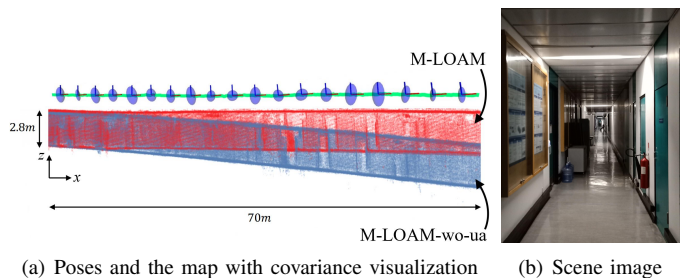 M-LOAM
2.8m
z
x
70m
M-LOAM-wo-ua
(a) Poses and the map with covariance visualization
(b) Scene image